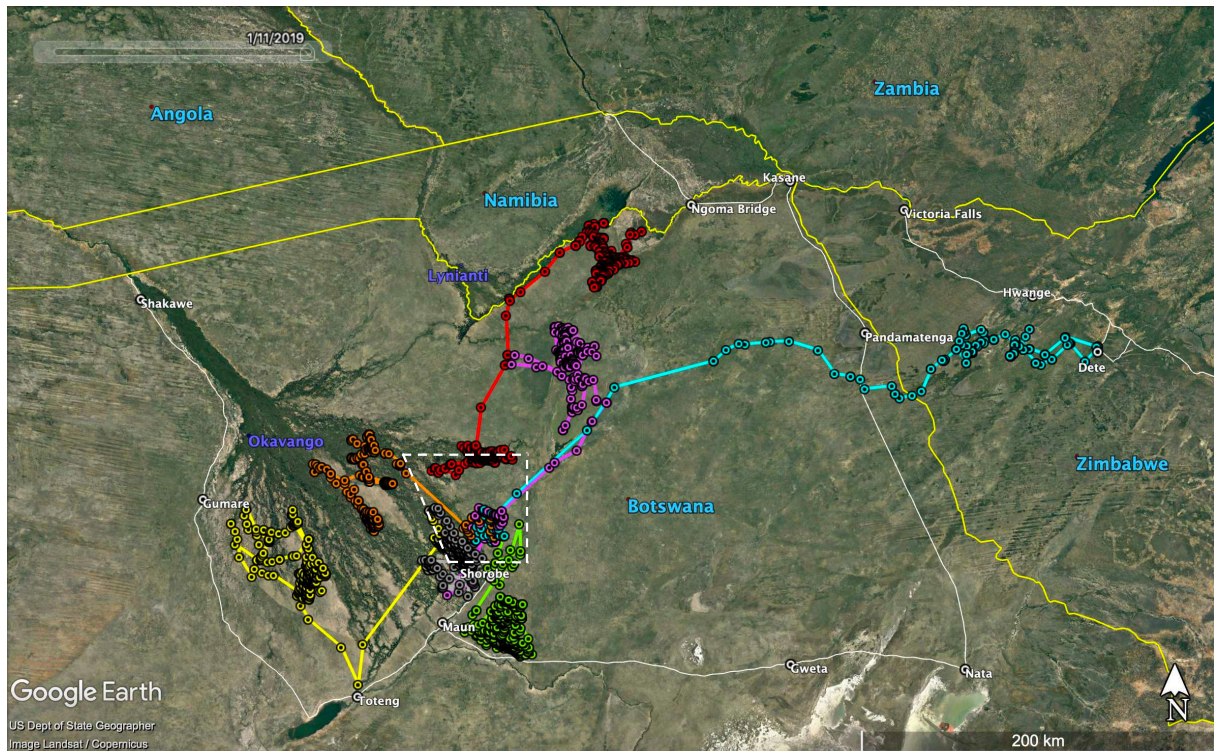 1/11/2019
Zambia
Angola
Kasane
Namibia
Ngoma Bridge
Victoria Falls
Lynianti
Hwange
Shakawe
Pandamatenga
Dete
Okavango
Zimbabwe
Gumare
Botswana
Shorobe
Maun
Gweta
Nata
Google Earth
Toteng
N
US Dept of State Geographer
Image Landsat / Copernicus
200 km